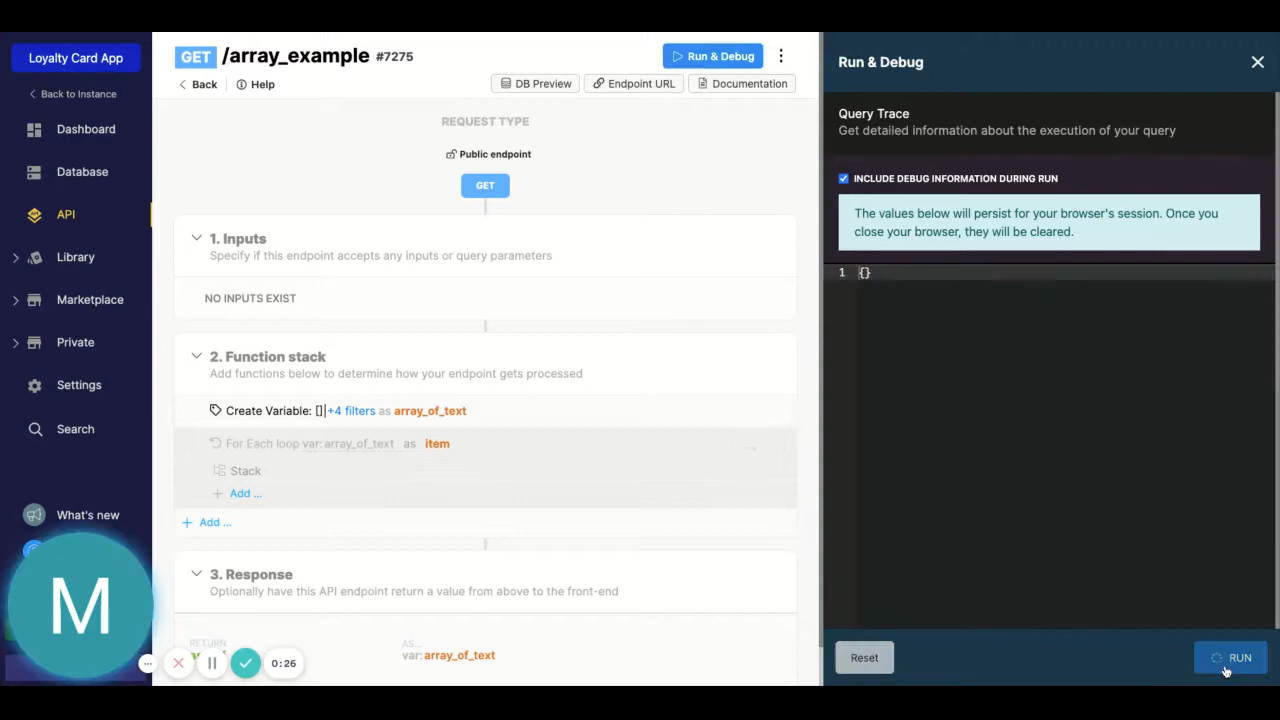 Loyalty Card App
Back to Instance
Dashboard
Database
API
Library
Marketplace
Private
Settings
Search
What's new
M
GET /array_example #7275
Run & Debug
Back
Help
DB Preview
Endpoint URL
Documentation
REQUEST TYPE
Public endpoint
GET
1. Inputs
Specify if this endpoint accepts any inputs or query parameters
NO INPUTS EXIST
2. Function stack
Add functions below to determine how your endpoint gets processed
Create Variable: []|+4 filters as array_of_text
For Each loop var: array_of_text as item
Stack
+ Add ...
+ Add ...
3. Response
Optionally have this API endpoint return a value from above to the front-end
RETURN
AS...
var: array_of_text
0:26
Run & Debug
Query Trace
Get detailed information about the execution of your query
INCLUDE DEBUG INFORMATION DURING RUN
The values below will persist for your browser's session. Once you
close your browser, they will be cleared.
1 {}
Reset
RUN